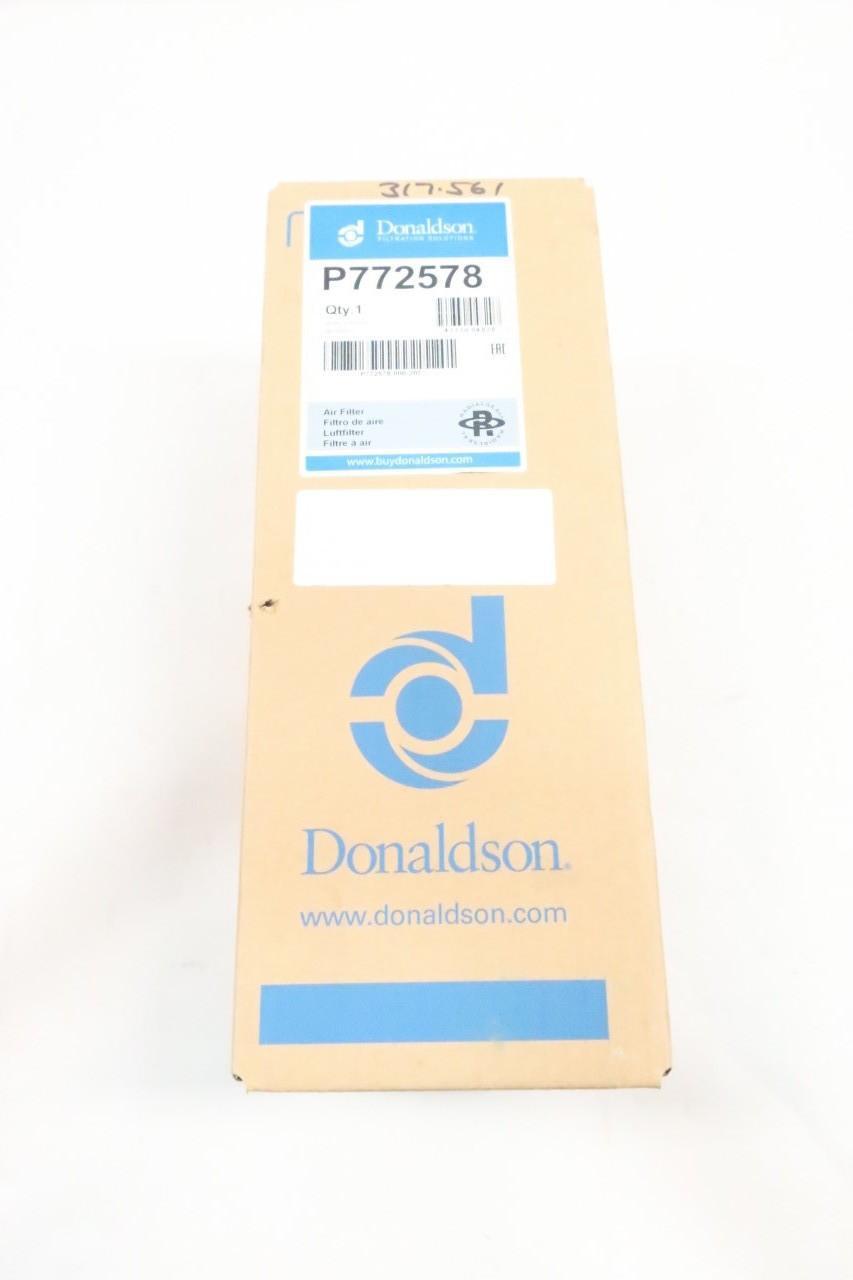 317.561
Donaldson
FILTRATION SOLUTIONS
P772578
Qty:1
EAC
Air Filter
Filtro de aire
Luftfilter
Filtre à air
www.buydonaldson.com
Donaldson®
www.donaldson.com